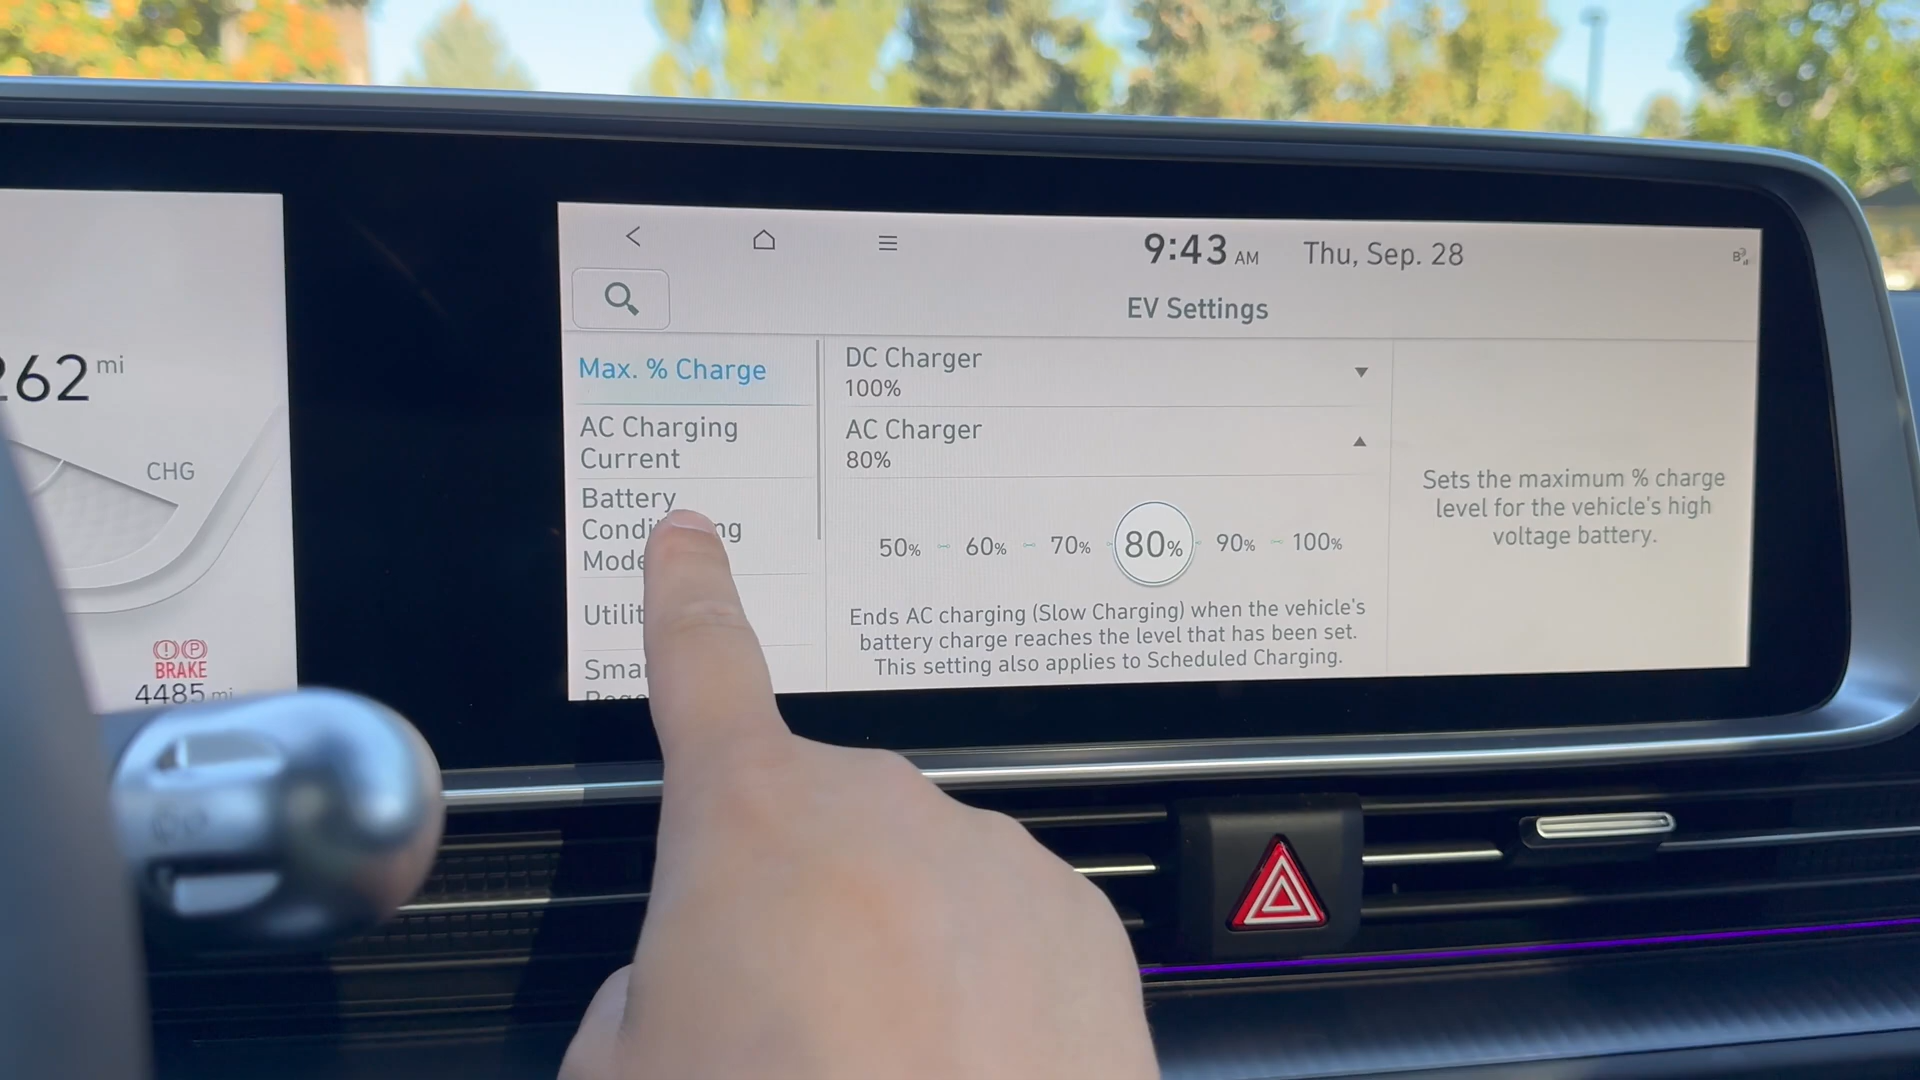 262 mi
CHG
BRAKE
4485 mi
9:43 AM
Thu, Sep. 28
EV Settings
Max. % Charge
AC Charging
Current
Battery
Mode
DC Charger
100%
AC Charger
80%
50% 60% 70% 80% 90% 100%
Ends AC charging (Slow Charging) when the vehicle's
battery charge reaches the level that has been set.
This setting also applies to Scheduled Charging.
Sets the maximum % charge
level for the vehicle's high
voltage battery.